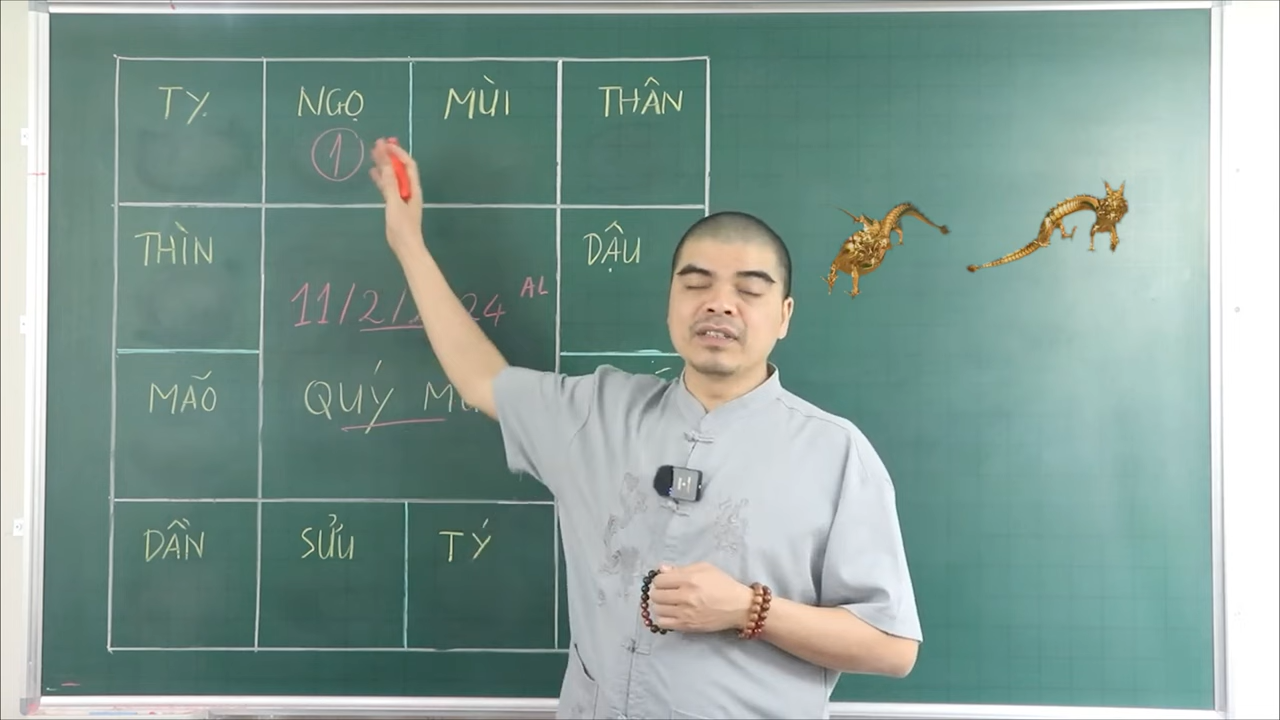 TỴ
NGỌ
MÙI
THÂN
1
THÌN
DẬU
11/2/
24
AL
MÃO
QUÝ
DẦN
SỬU
TÝ